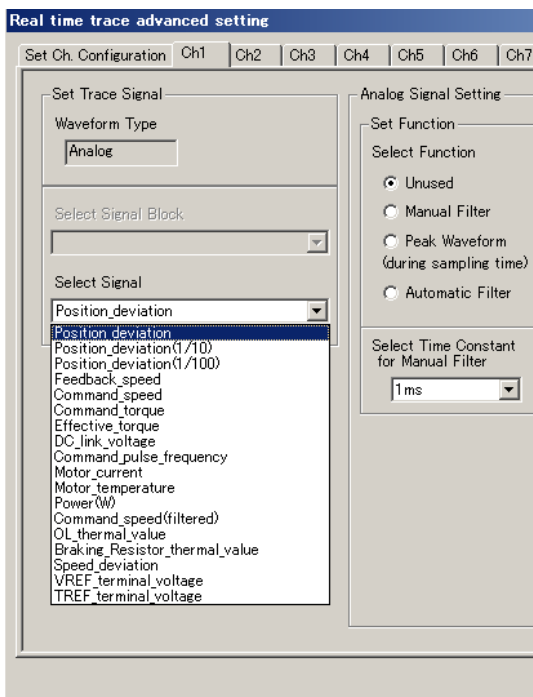 Real time trace advanced setting
Set Ch. Configuration Ch1 Ch2 Ch3 Ch4 Ch5 Ch6 Ch7
Set Trace Signal
Waveform Type
Analog
Select Signal Block
Select Signal
Position_deviation
Position_deviation
Position_deviation(1/10)
Position_deviation(1/100)
Feedback_speed
Command_speed
Command_torque
Effective_torque
DC_link_voltage
Command_pulse_frequency
Motor_current
Motor_temperature
Power(W)
Command_speed(filtered)
OL_thermal_value
Braking_Resistor_thermal_value
Speed_deviation
VREF_terminal_voltage
TREF_terminal_voltage
Analog Signal Setting
Set Function
Select Function
Unused
Manual Filter
Peak Waveform
(during sampling time)
Automatic Filter
Select Time Constant
for Manual Filter
1ms